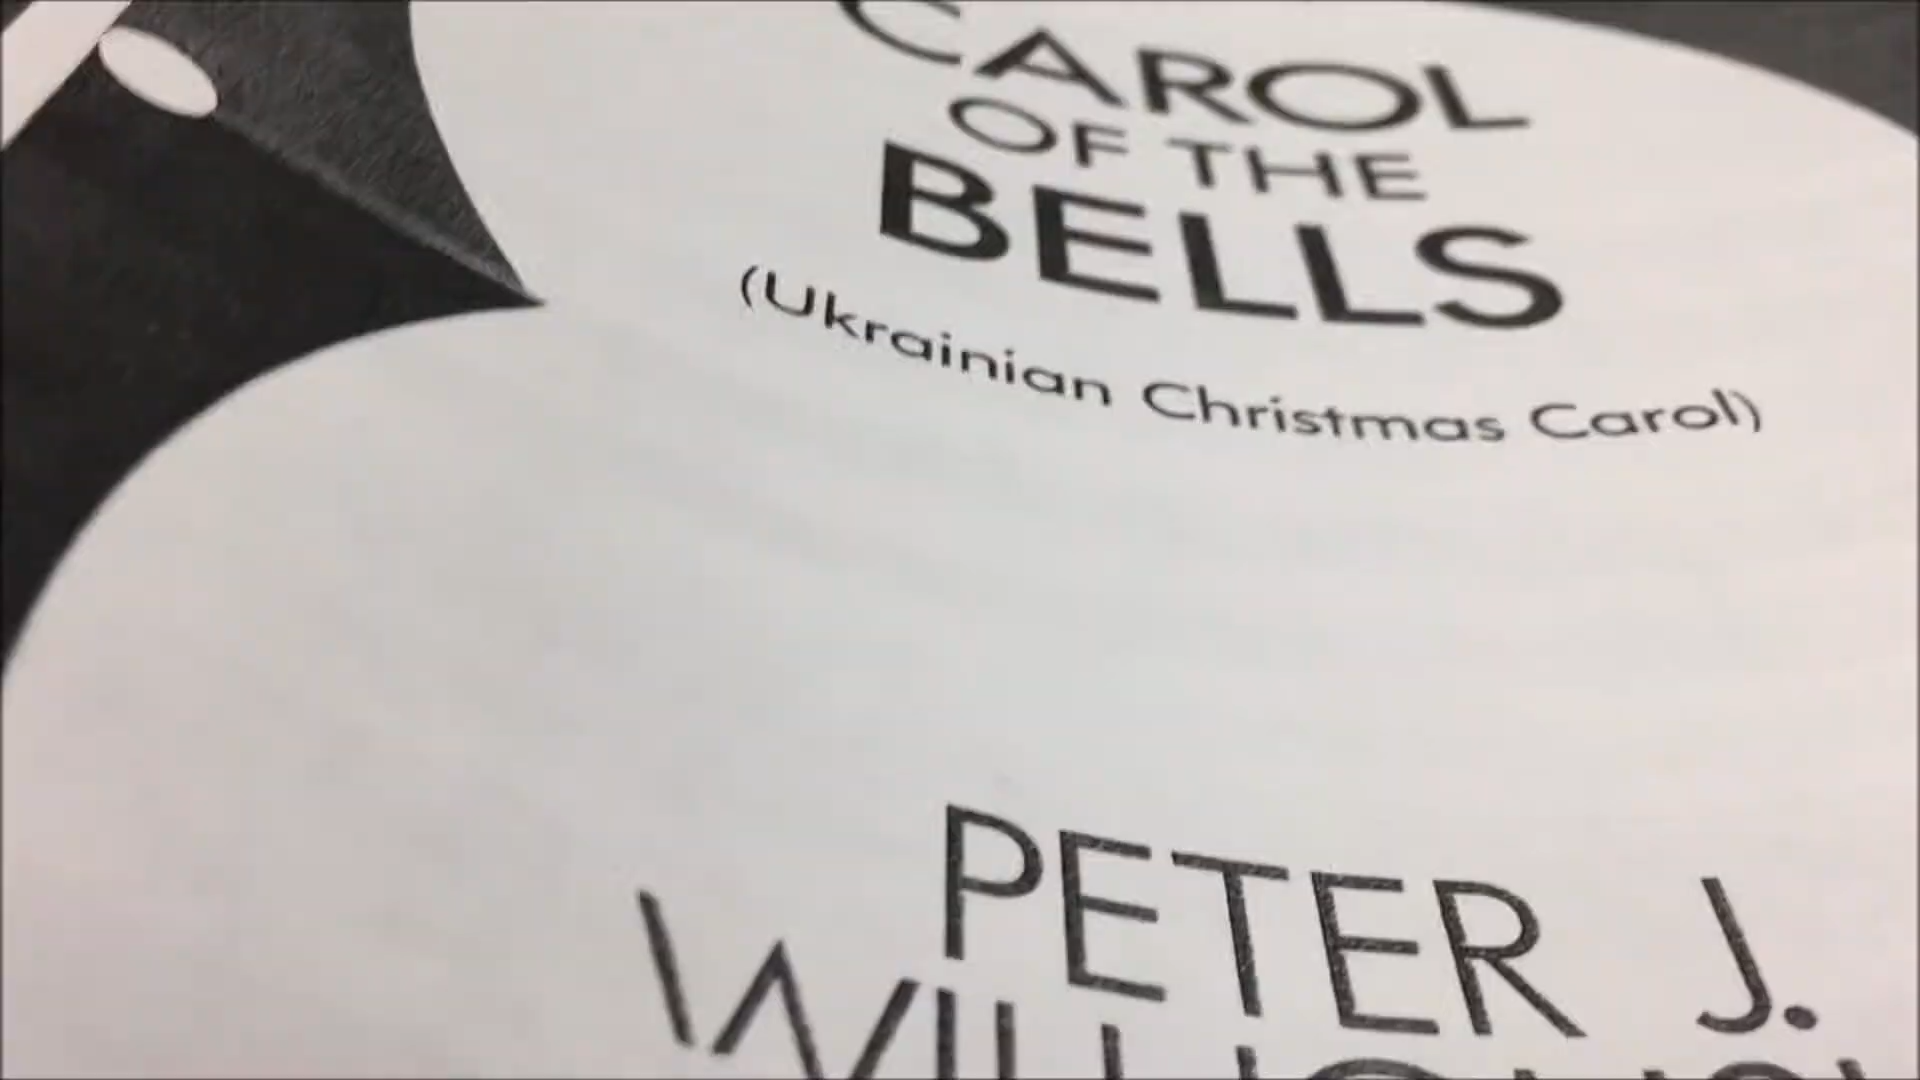 CAROL
OF THE
BELLS
(Ukrainian Christmas Carol)
PETER J.